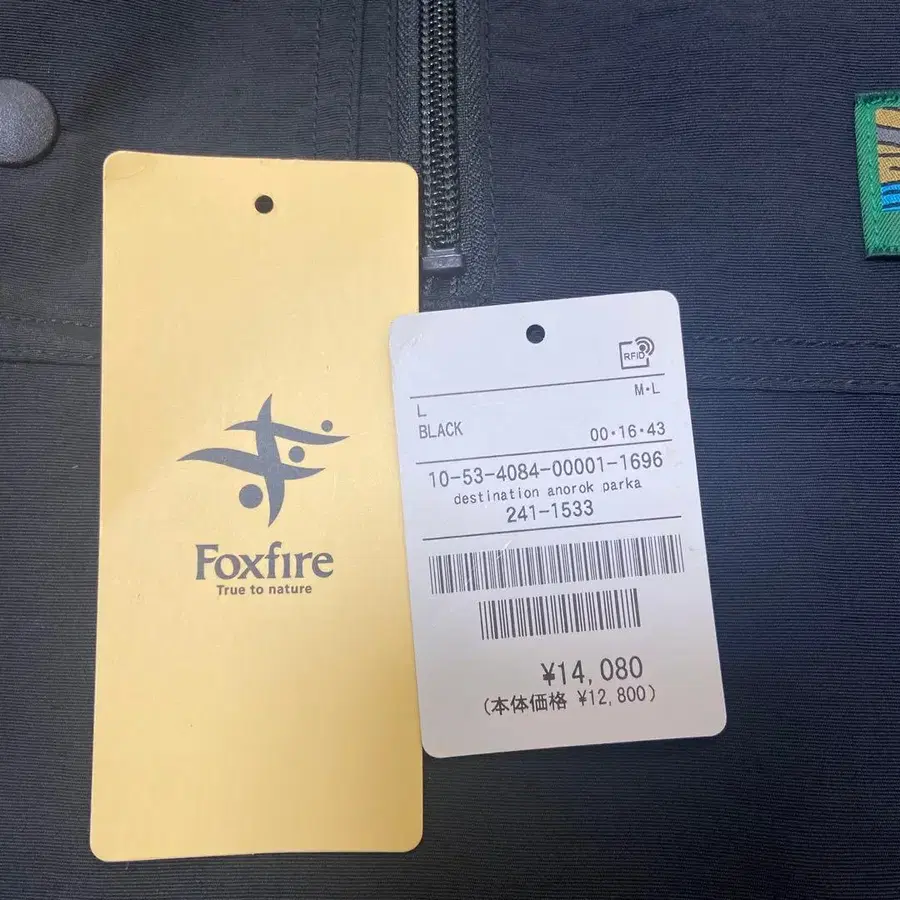 Foxfire
True to nature
RFID
M・L
L
BLACK
00・16・43
10-53-4084-00001-1696
destination anorok parka
241-1533
¥14,080
(本体価格 ¥12,800)